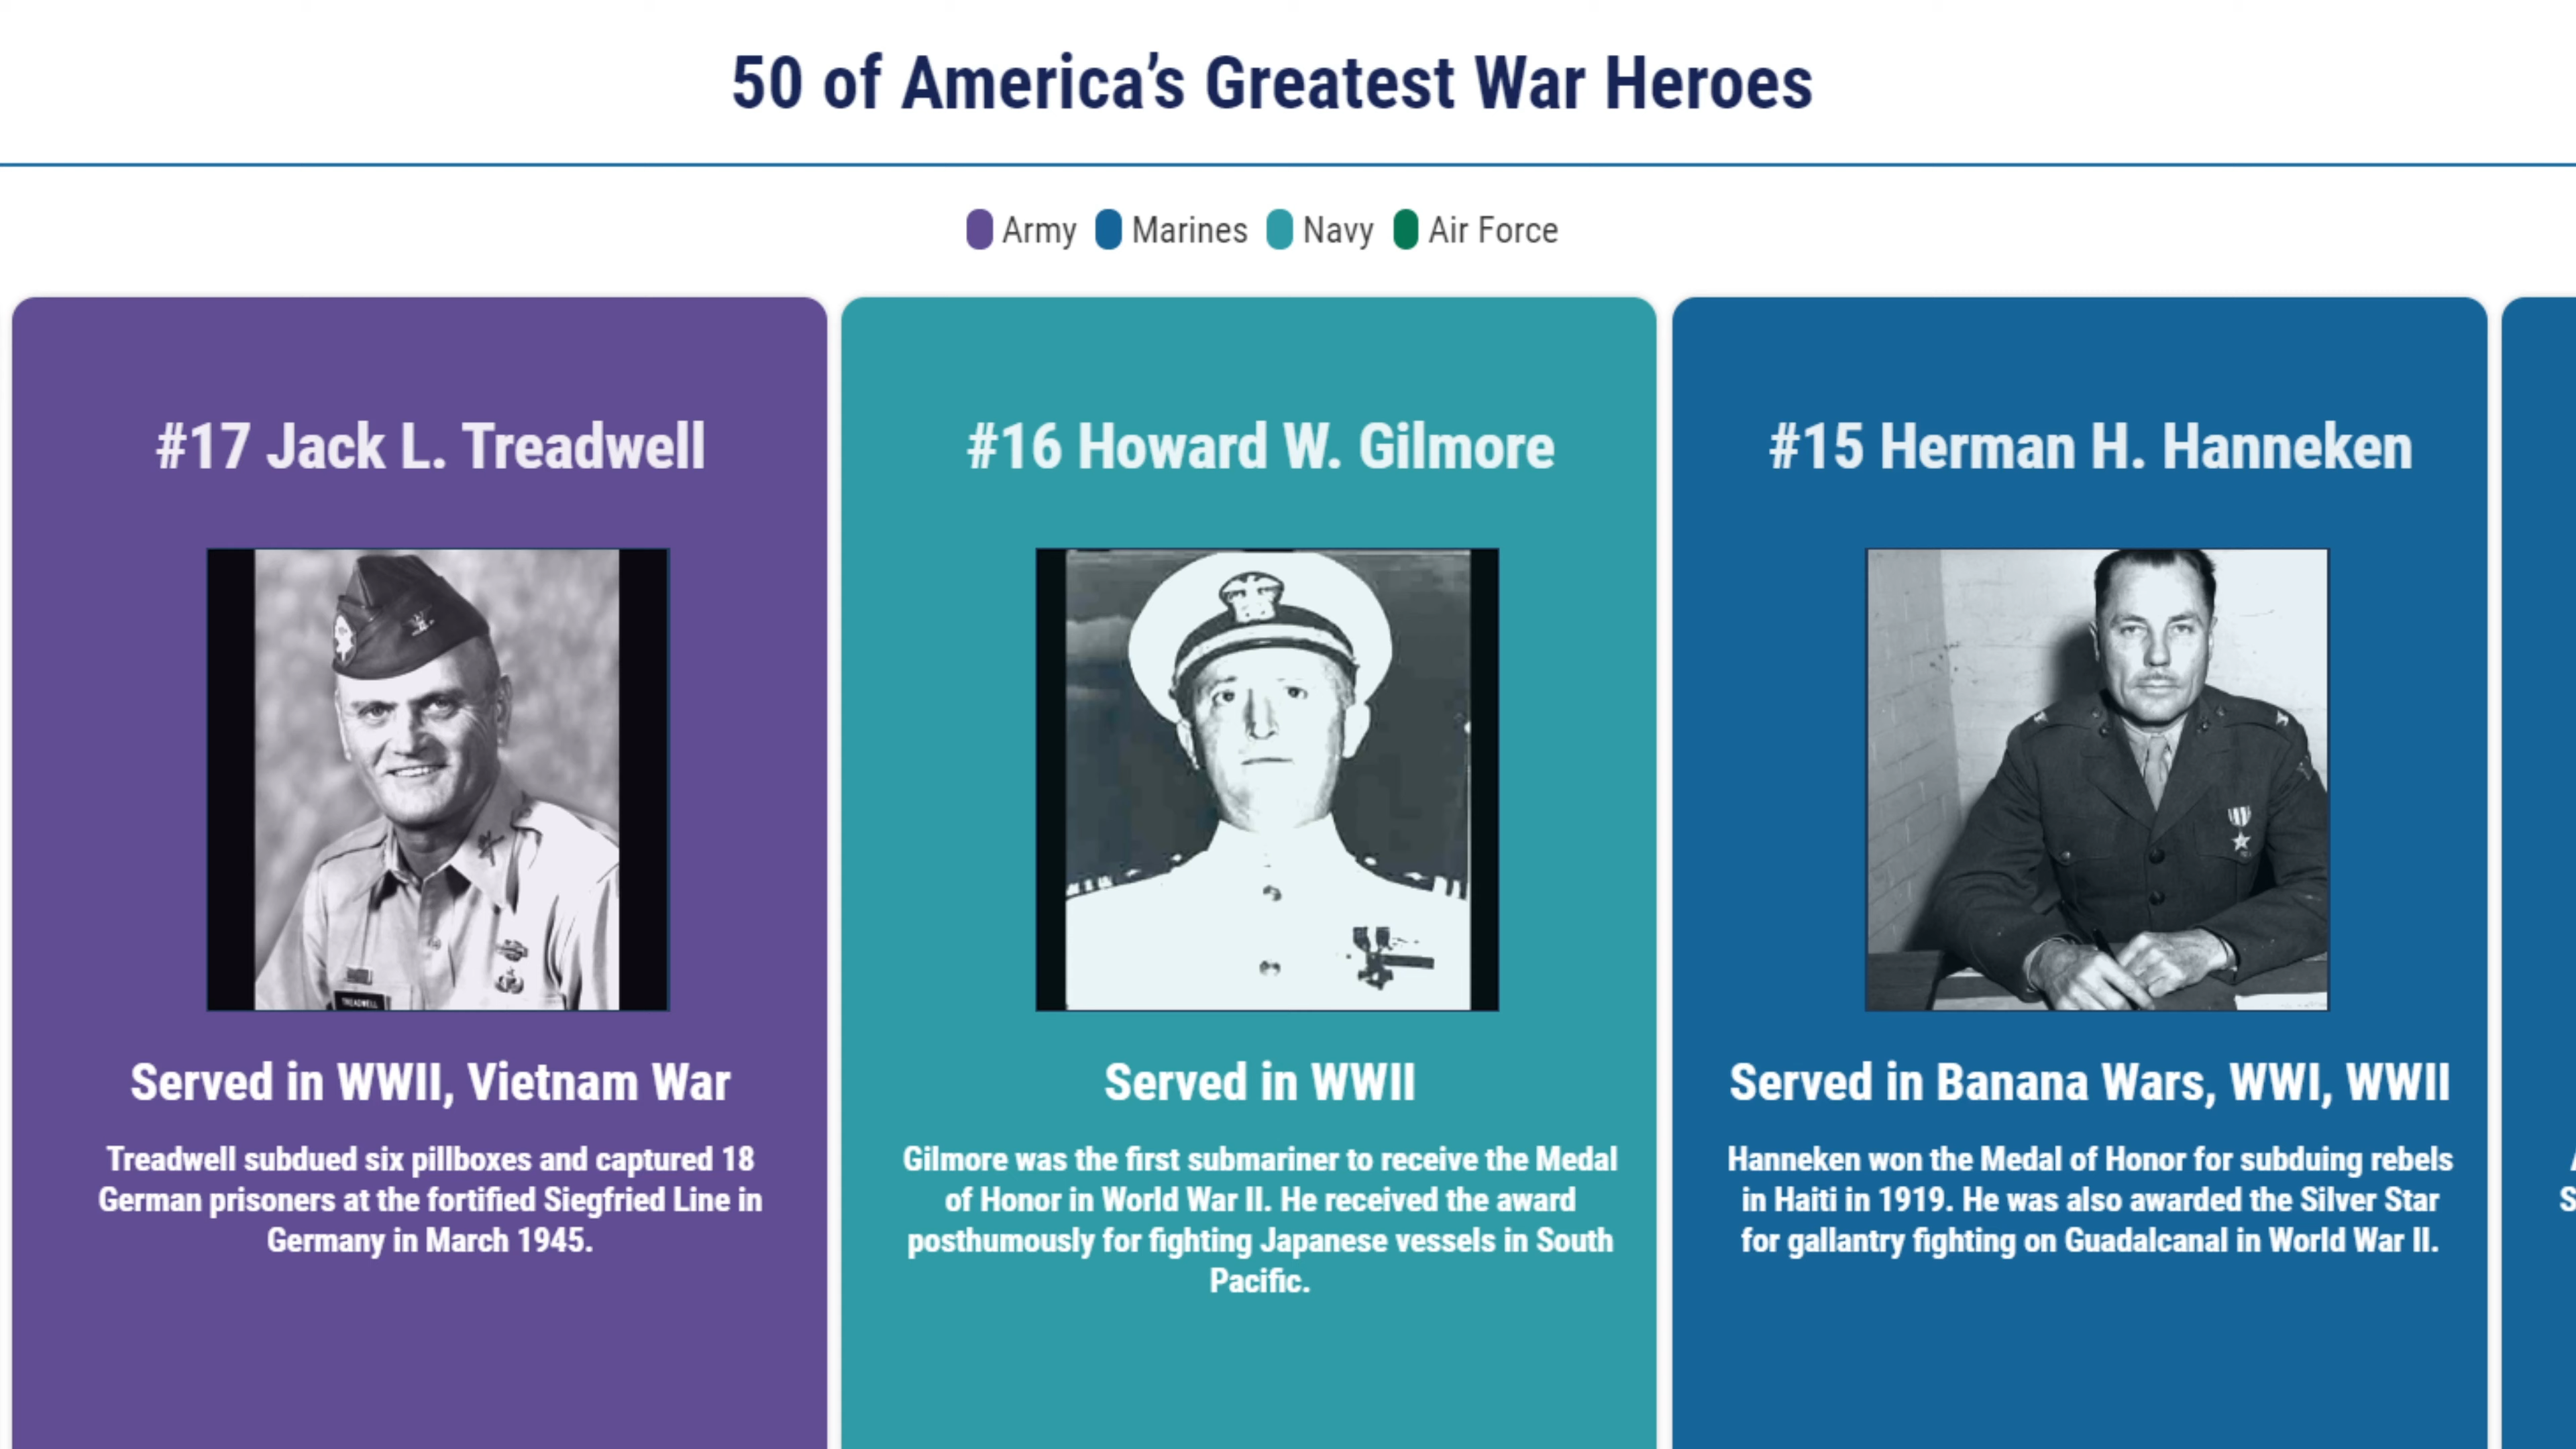 50 of America’s Greatest War Heroes
Army Marines Navy Air Force
#17 Jack L. Treadwell
TREADWELL
Served in WWII, Vietnam War
Treadwell subdued six pillboxes and captured 18
German prisoners at the fortified Siegfried Line in
Germany in March 1945.
#16 Howard W. Gilmore
Served in WWII
Gilmore was the first submariner to receive the Medal
of Honor in World War II. He received the award
posthumously for fighting Japanese vessels in South
Pacific.
#15 Herman H. Hanneken
Served in Banana Wars, WWI, WWII
Hanneken won the Medal of Honor for subduing rebels
in Haiti in 1919. He was also awarded the Silver Star
for gallantry fighting on Guadalcanal in World War II.